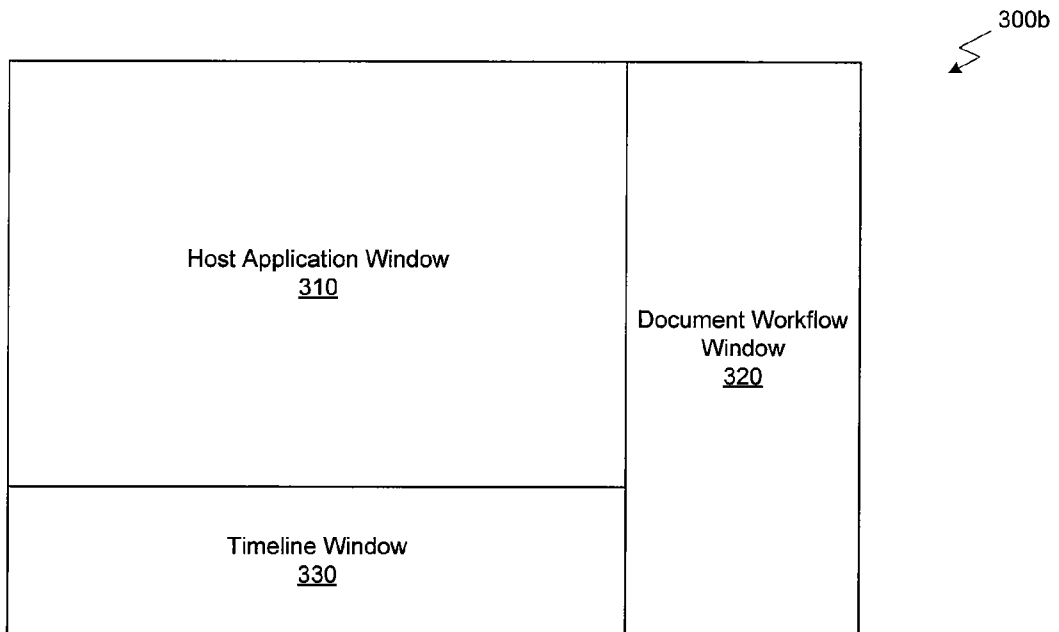 300b
Host Application Window
310
Document Workflow
Window
320
Timeline Window
330